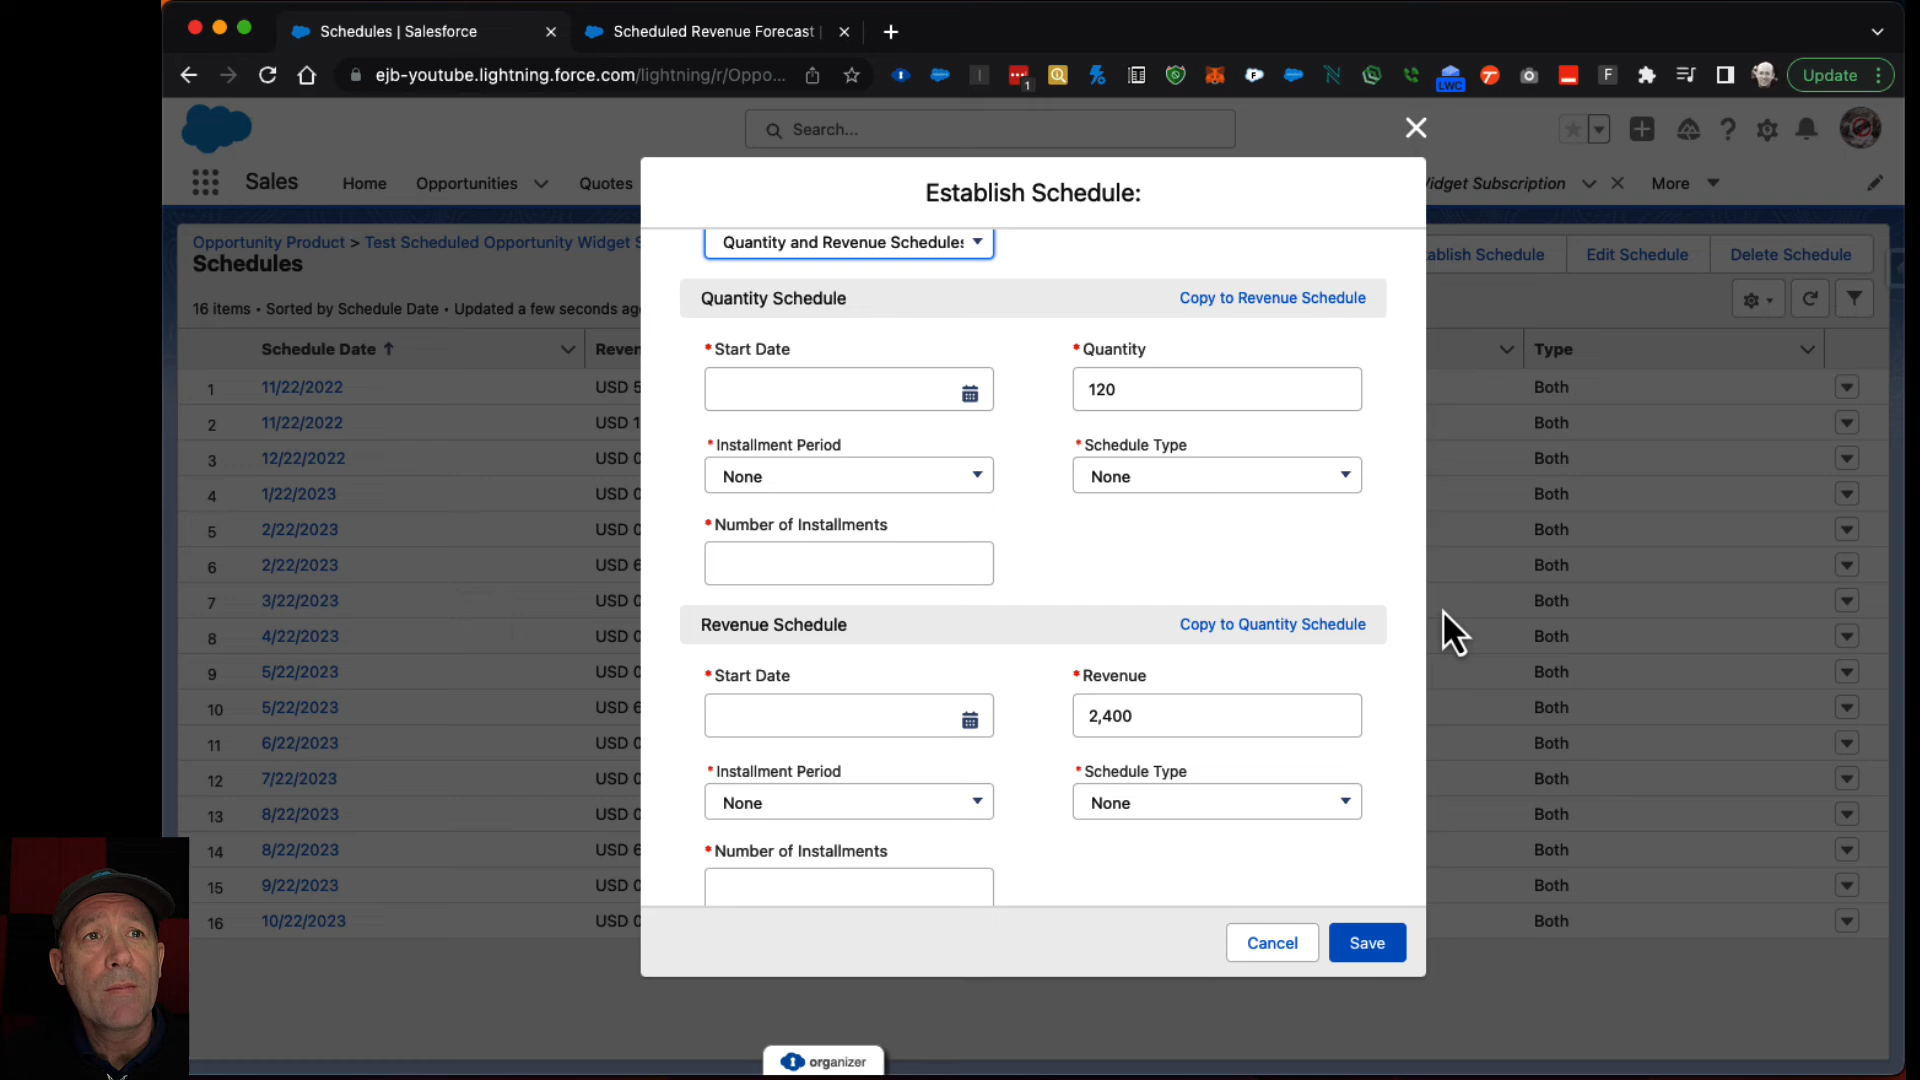 Schedules | Salesforce
Scheduled Revenue Forecast |
ejb-youtube.lightning.force.com/lightning/r/Oppo...
1
LWC
F
Update
Search...
Sales
Home
Opportunities
Quotes
Widget Subscription
More
Opportunity Product > Test Scheduled Opportunity Widget S
Schedules
16 items • Sorted by Schedule Date • Updated a few seconds ag
ablish Schedule
Edit Schedule
Delete Schedule
Schedule Date ↑
Reven
Type
1 11/22/2022 USD 5 Both
2 11/22/2022 USD 1 Both
3 12/22/2022 USD 0 Both
4 1/22/2023 USD 0 Both
5 2/22/2023 USD 0 Both
6 2/22/2023 USD 6 Both
7 3/22/2023 USD 0 Both
8 4/22/2023 USD 0 Both
9 5/22/2023 USD 0 Both
10 5/22/2023 USD 6 Both
11 6/22/2023 USD 0 Both
12 7/22/2023 USD 0 Both
13 8/22/2023 USD 0 Both
14 8/22/2023 USD 6 Both
15 9/22/2023 USD 0 Both
16 10/22/2023 USD 0 Both
Establish Schedule:
Quantity and Revenue Schedules
Quantity Schedule
Copy to Revenue Schedule
*Start Date
*Quantity
120
*Installment Period
*Schedule Type
None
None
*Number of Installments
Revenue Schedule
Copy to Quantity Schedule
*Start Date
*Revenue
2,400
*Installment Period
*Schedule Type
None
None
*Number of Installments
Cancel
Save
organizer